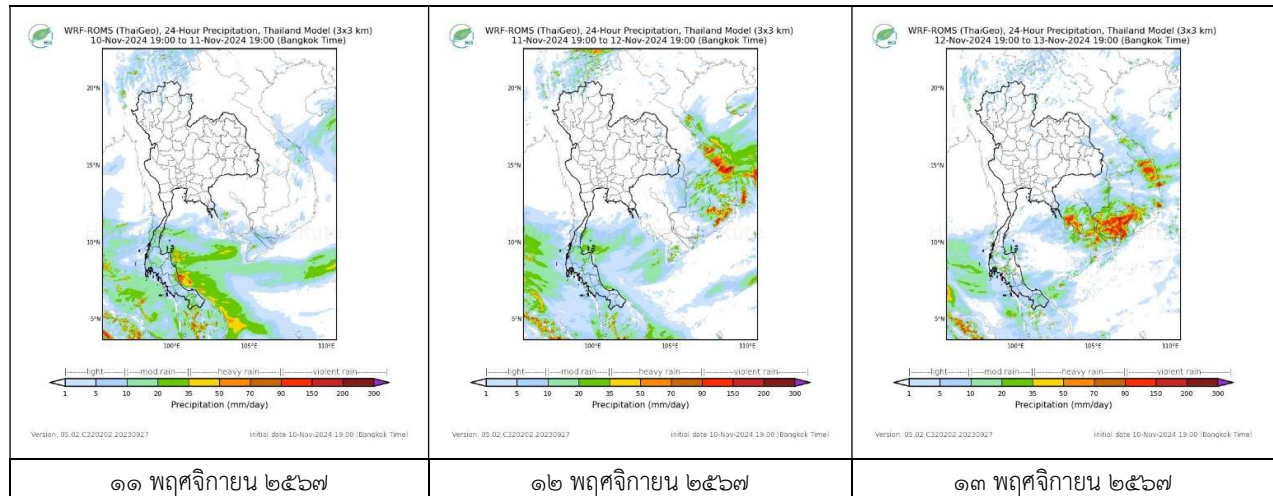 WRF-ROMS (ThaiGeo), 24-Hour Precipitation, Thailand Model (3x3 km)
10-Nov-2024 19:00 to 11-Nov-2024 19:00 (Bangkok Time)
20°N
15°N
10°N
5°N
100°E 105°E 110°E
|--------light--------||----mod rain----||--------heavy rain--------||--------violent rain--------|
1 5 10 20 35 50 70 90 150 200 300
Precipitation (mm/day)
Version: 05.02.C320202.20230927 initial date 10-Nov-2024 19:00 (Bangkok Time)
๑๑ พฤศจิกายน ๒๕๖๗
WRF-ROMS (ThaiGeo), 24-Hour Precipitation, Thailand Model (3x3 km)
11-Nov-2024 19:00 to 12-Nov-2024 19:00 (Bangkok Time)
20°N
15°N
10°N
5°N
100°E 105°E 110°E
|--------light--------||----mod rain----||--------heavy rain--------||--------violent rain--------|
1 5 10 20 35 50 70 90 150 200 300
Precipitation (mm/day)
Version: 05.02.C320202.20230927 initial date 10-Nov-2024 19:00 (Bangkok Time)
๑๒ พฤศจิกายน ๒๕๖๗
WRF-ROMS (ThaiGeo), 24-Hour Precipitation, Thailand Model (3x3 km)
12-Nov-2024 19:00 to 13-Nov-2024 19:00 (Bangkok Time)
20°N
15°N
10°N
5°N
100°E 105°E 110°E
|--------light--------||----mod rain----||--------heavy rain--------||--------violent rain--------|
1 5 10 20 35 50 70 90 150 200 300
Precipitation (mm/day)
Version: 05.02.C320202.20230927 initial date 10-Nov-2024 19:00 (Bangkok Time)
๑๓ พฤศจิกายน ๒๕๖๗